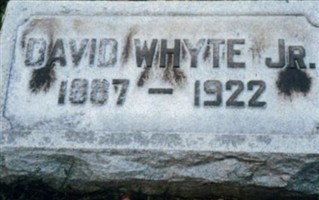 DAVID WHYTE JR.
1887 — 1922